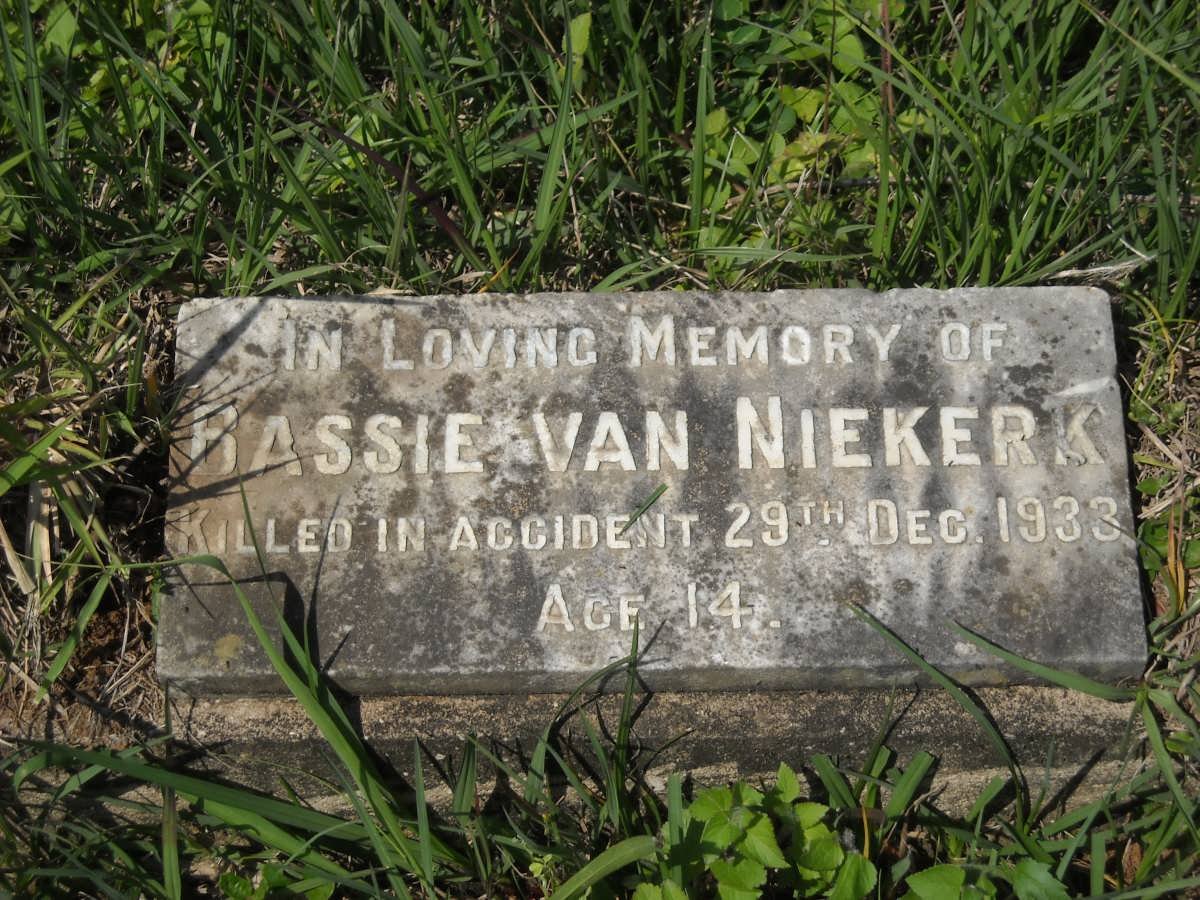 In Loving Memory of
Bassie van Niekerk
Killed in accident 29th Dec. 1933
Age 14.